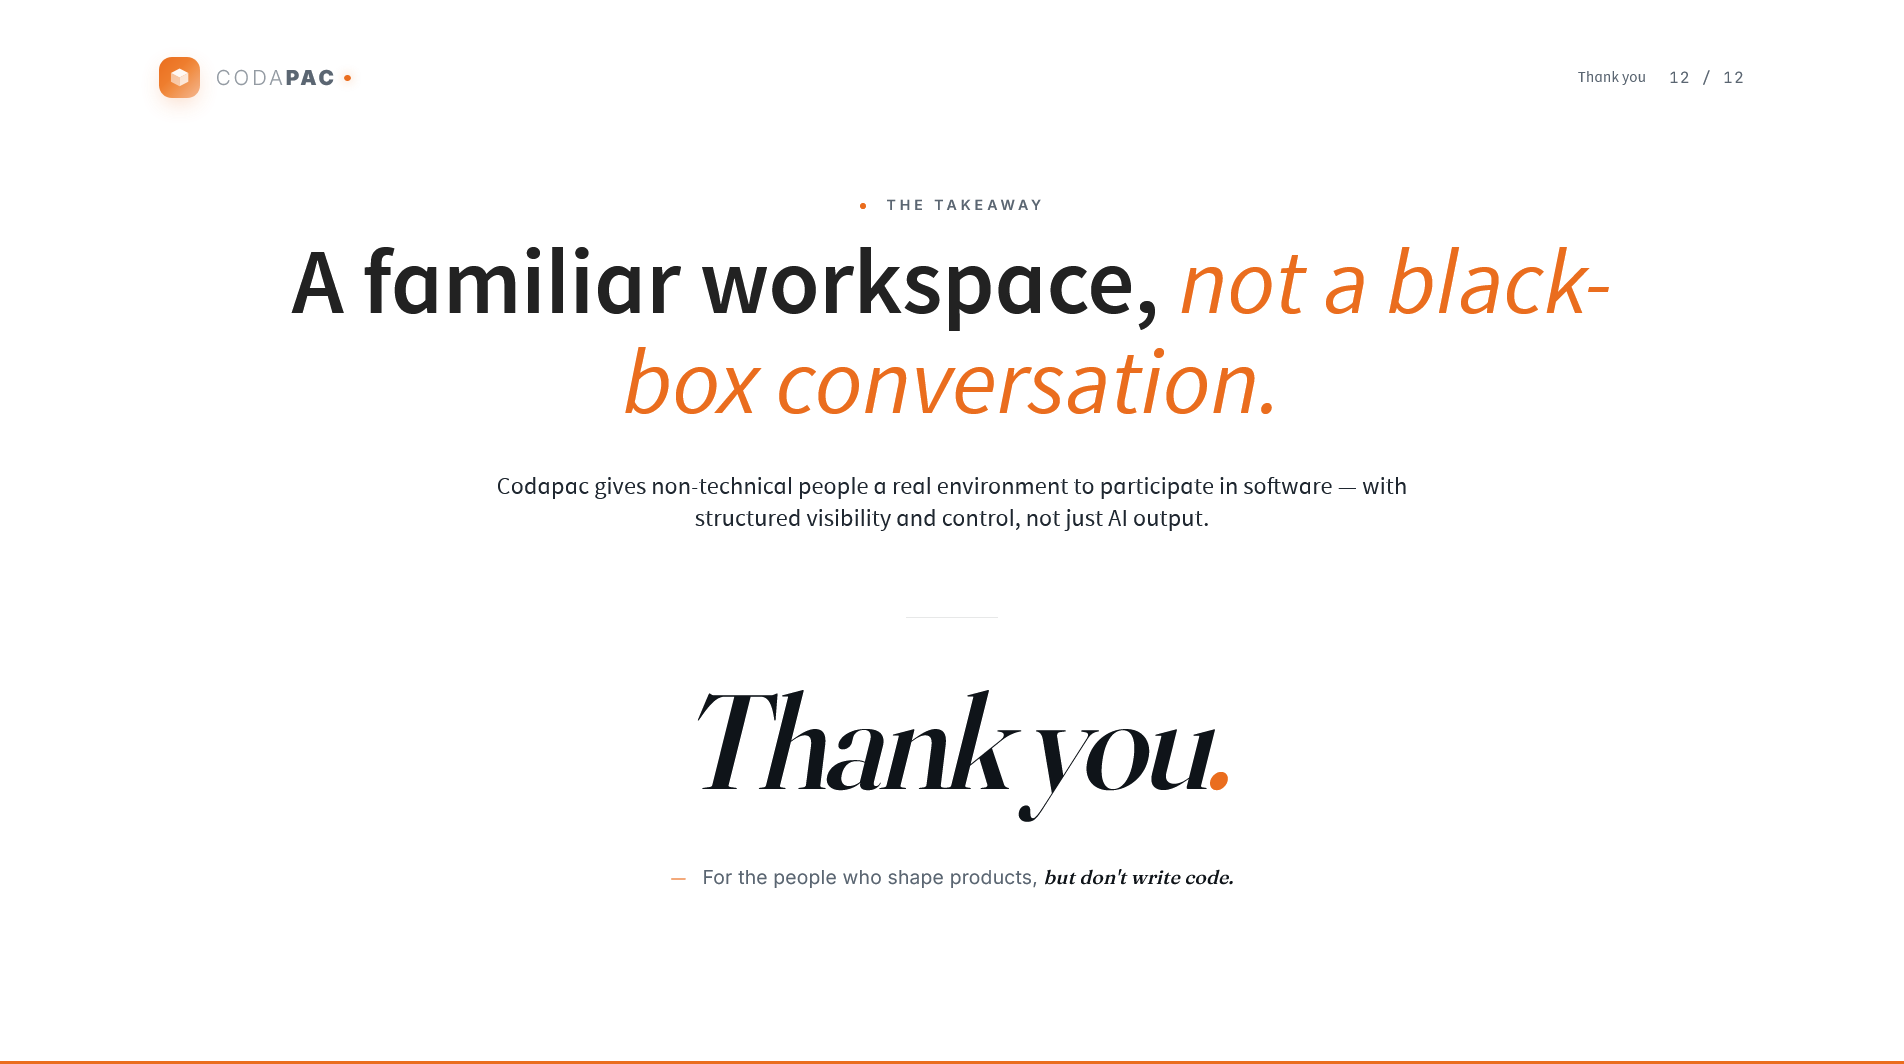 CODAPAC
Thank you 12 / 12
THE TAKEAWAY
A familiar workspace, not a black-
box conversation.
Codapac gives non-technical people a real environment to participate in software — with
structured visibility and control, not just AI output.
Thank you.
— For the people who shape products, but don't write code.